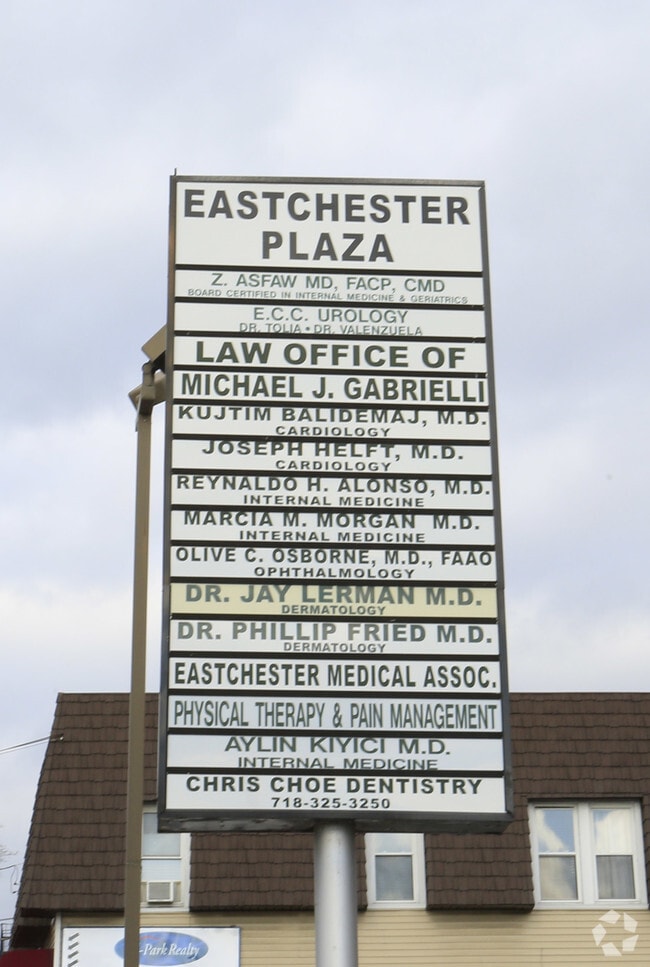 EASTCHESTER
PLAZA
Z. ASFAW MD, FACP, CMD
BOARD CERTIFIED IN INTERNAL MEDICINE & GERIATRICS
E.C.C. UROLOGY
DR. TOLIA • DR. VALENZUELA
LAW OFFICE OF
MICHAEL J. GABRIELLI
KUJTIM BALIDEMAJ, M.D.
CARDIOLOGY
JOSEPH HELFT, M.D.
CARDIOLOGY
REYNALDO H. ALONSO, M.D.
INTERNAL MEDICINE
MARCIA M. MORGAN M.D.
INTERNAL MEDICINE
OLIVE C. OSBORNE, M.D., FAAO
OPHTHALMOLOGY
DR. JAY LERMAN M.D.
DERMATOLOGY
DR. PHILLIP FRIED M.D.
DERMATOLOGY
EASTCHESTER MEDICAL ASSOC.
PHYSICAL THERAPY & PAIN MANAGEMENT
AYLIN KIYICI M.D.
INTERNAL MEDICINE
CHRIS CHOE DENTISTRY
718-325-3250
-Park Realty